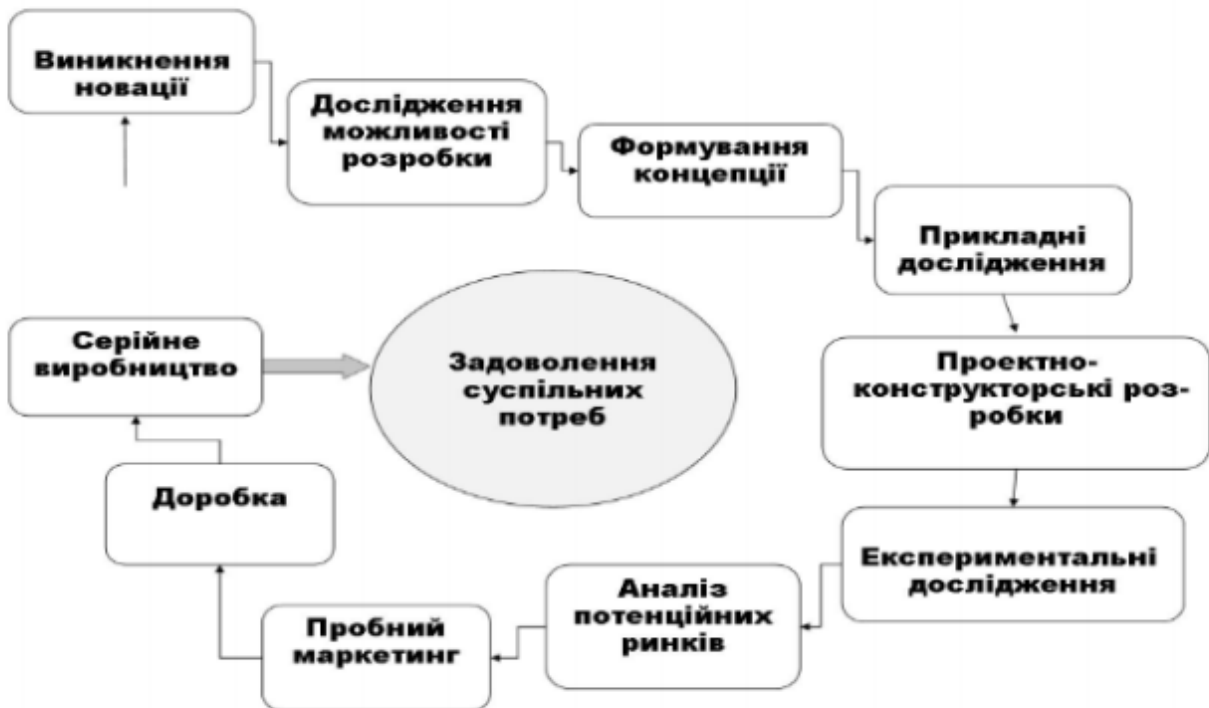 Виникнення
новації
Дослідження
можливості
розробки
Формування
концепції
Прикладні
дослідження
Проектно-
конструкторські роз-
робки
Експериментальні
дослідження
Аналіз
потенційних
ринків
Пробний
маркетинг
Доробка
Серійне
виробництво
Задоволення
суспільних
потреб